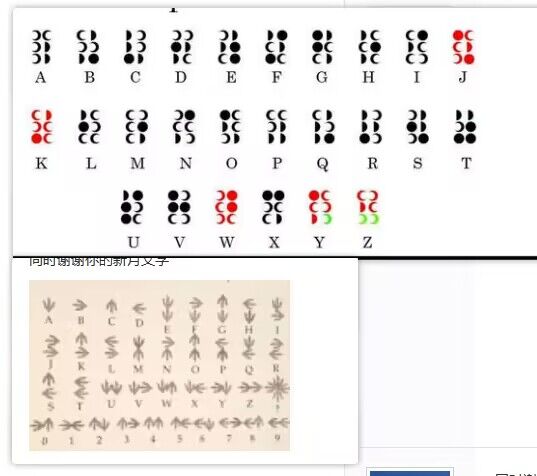 A B C D E F G H I J
K L M N O P Q R S T
U V W X Y Z
同时谢谢你的新月文字
A B C D E F G H I
J K L M N O P Q R
S T U V W X Y Z
0 1 2 3 4 5 6 7 8 9